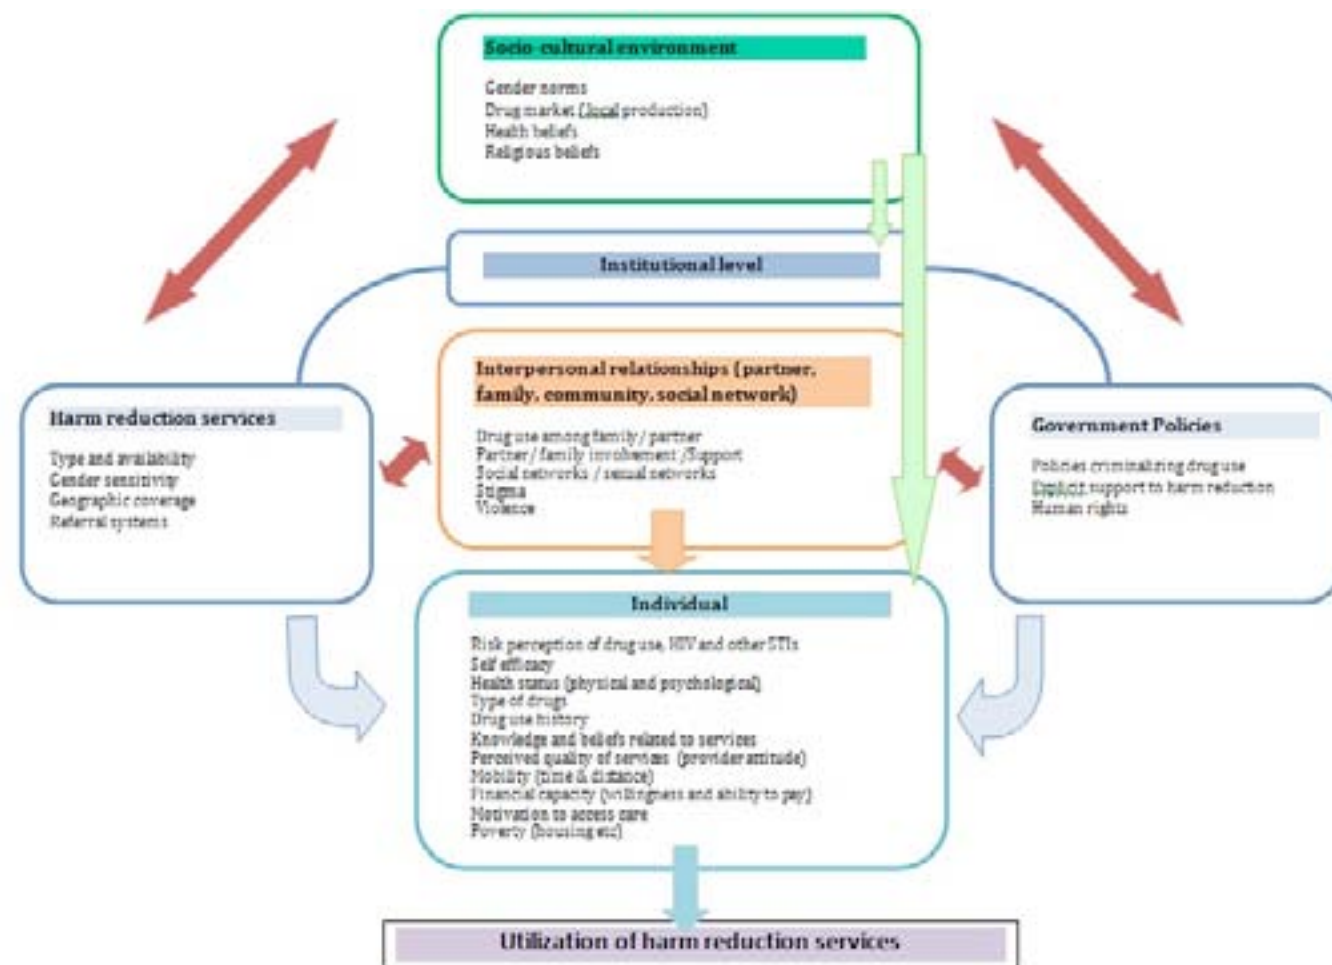 Socio-cultural environment
Gender norms
Drug market (local production)
Health beliefs
Religious beliefs
Institutional level
Interpersonal relationships (partner,
family, community, social network)
Drug use among family / partner
Partner / family involvement /Support
Social networks / sexual networks
Stigma
Violence
Harm reduction services
Type and availability
Gender sensitivity
Geographic coverage
Referral systems
Government Policies
Policies criminalizing drug use
Explicit support to harm reduction
Human rights
Individual
Risk perception of drug use, HIV and other STIs
Self efficacy
Health status (physical and psychological)
Type of drugs
Drug use history
Knowledge and beliefs related to services
Perceived quality of services (provider attitude)
Mobility (time & distance)
Financial capacity (willingness and ability to pay)
Motivation to access care
Poverty (housing etc)
Utilization of harm reduction services